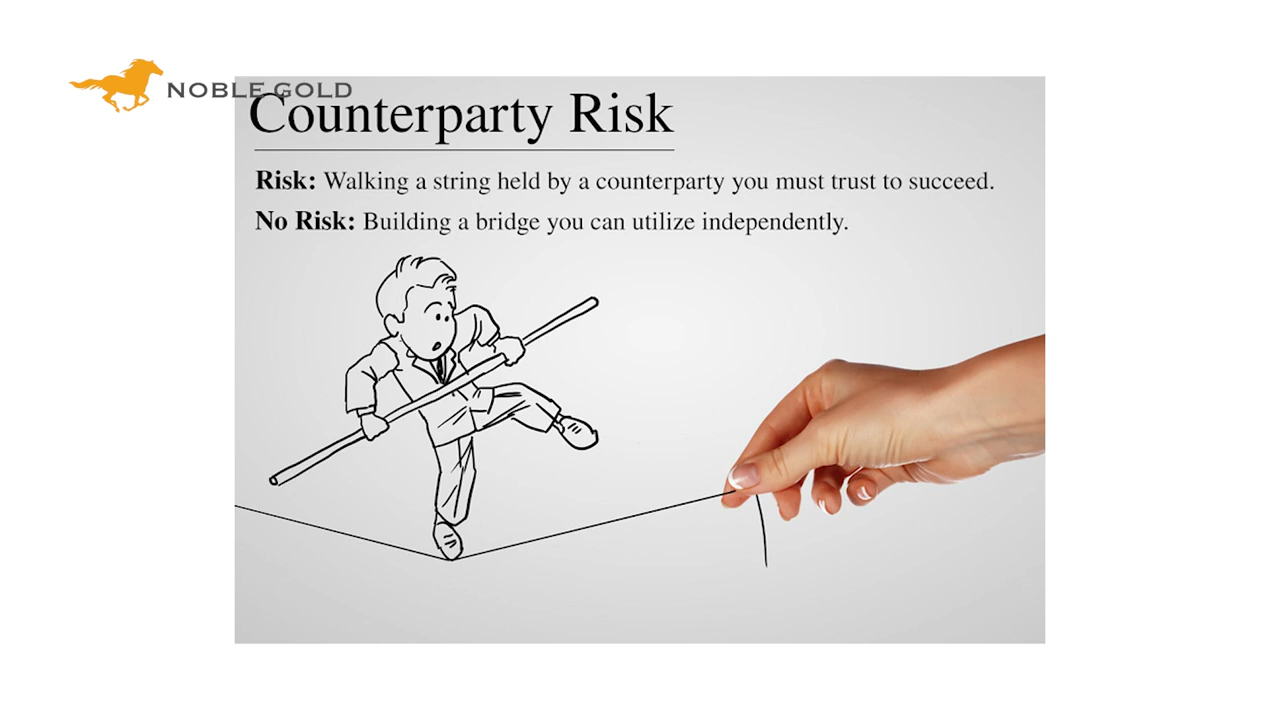 NOBLE GOLD
Counterparty Risk
Risk: Walking a string held by a counterparty you must trust to succeed.
No Risk: Building a bridge you can utilize independently.